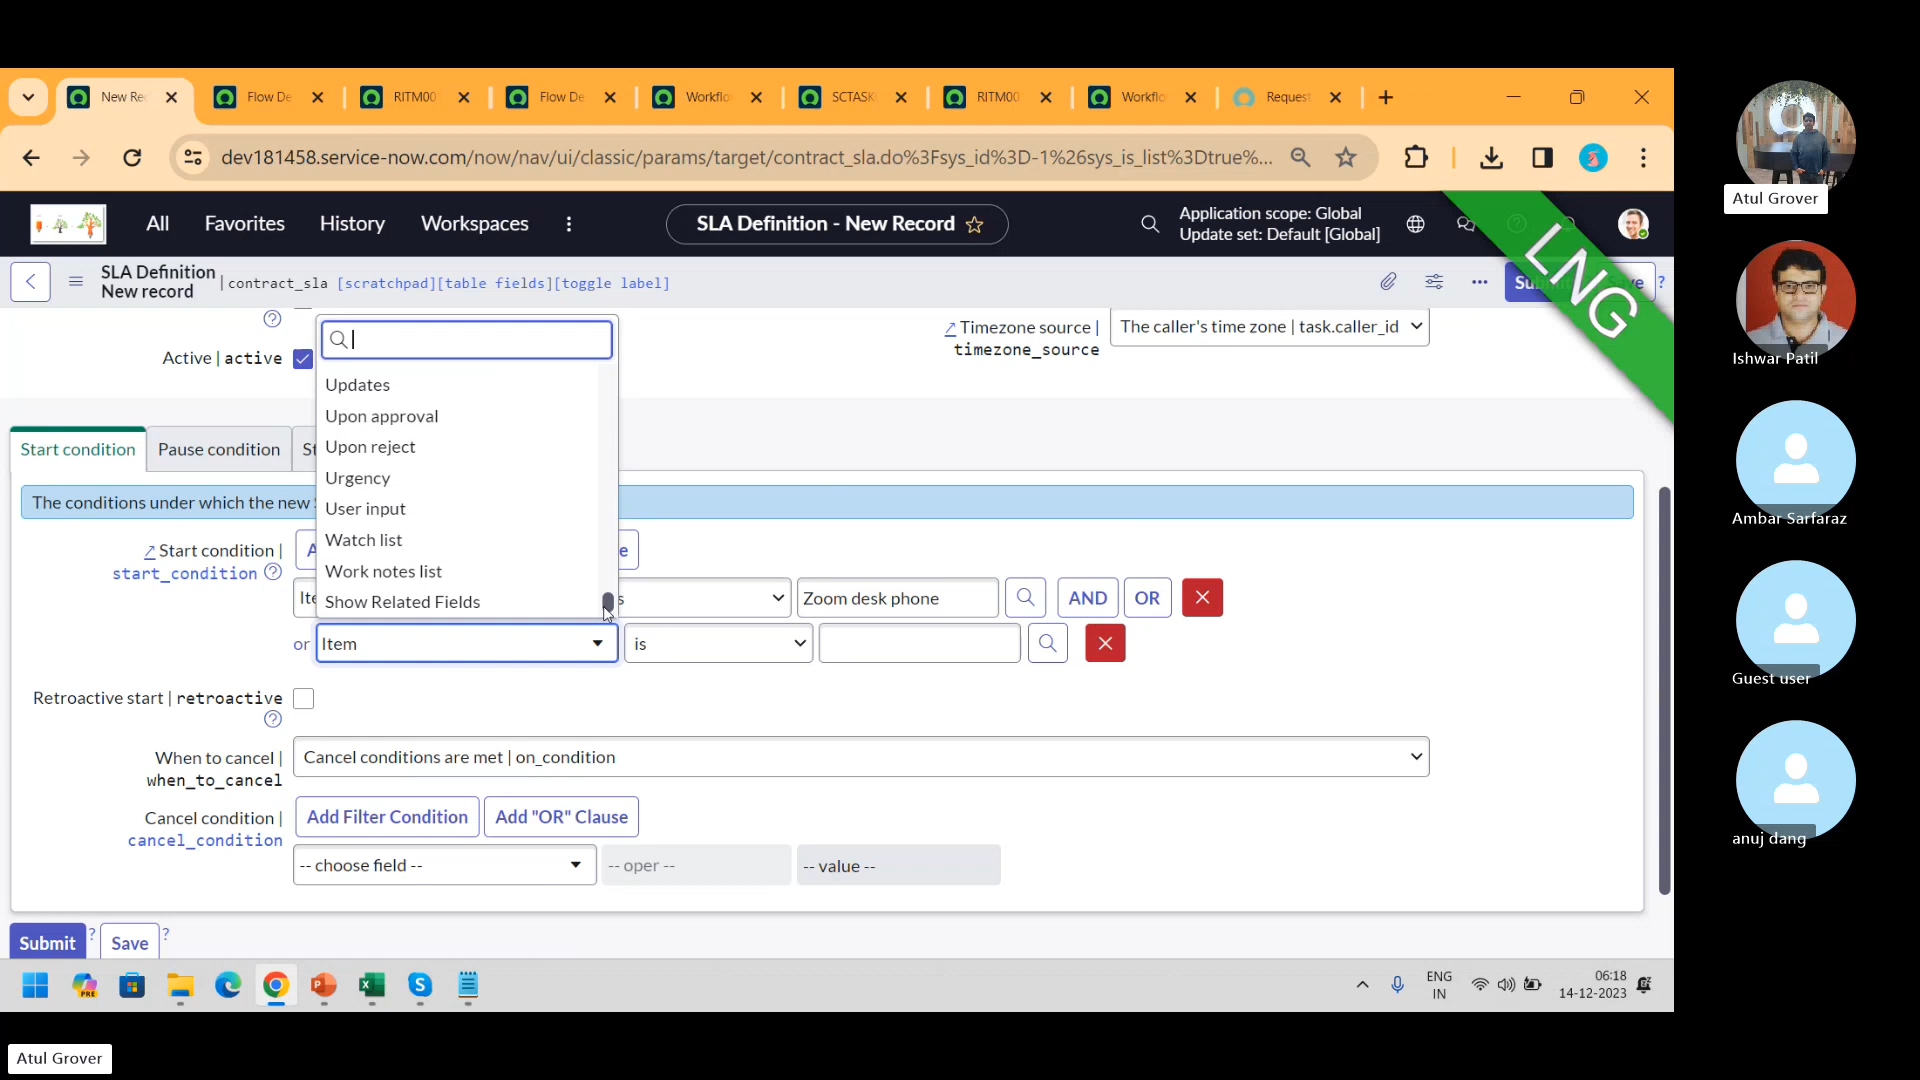 New Re
Flow De
RITM00
Flow De
Workflo
SCTASK
RITM00
Workflo
Request
dev181458.service-now.com/now/nav/ui/classic/params/target/contract_sla.do%3Fsys_id%3D-1%26sys_is_list%3Dtrue%...
All
Favorites
History
Workspaces
SLA Definition - New Record
Application scope: Global
Update set: Default [Global]
LNG
SLA Definition
New record
contract_sla [scratchpad][table fields][toggle label]
Timezone source |
timezone_source
The caller's time zone | task.caller_id
Active | active
Updates
Upon approval
Upon reject
Urgency
User input
Watch list
Work notes list
Show Related Fields
Start condition
Pause condition
St
The conditions under which the new S
Start condition |
start_condition
A
e
Ite
s
Zoom desk phone
AND
OR
or
Item
is
Retroactive start | retroactive
When to cancel |
when_to_cancel
Cancel conditions are met | on_condition
Cancel condition |
cancel_condition
Add Filter Condition
Add "OR" Clause
-- choose field --
-- oper --
-- value --
Submit
?
Save
?
ENG
IN
06:18
14-12-2023
Atul Grover
Ishwar Patil
Ambar Sarfaraz
Guest user
anuj dang
Atul Grover